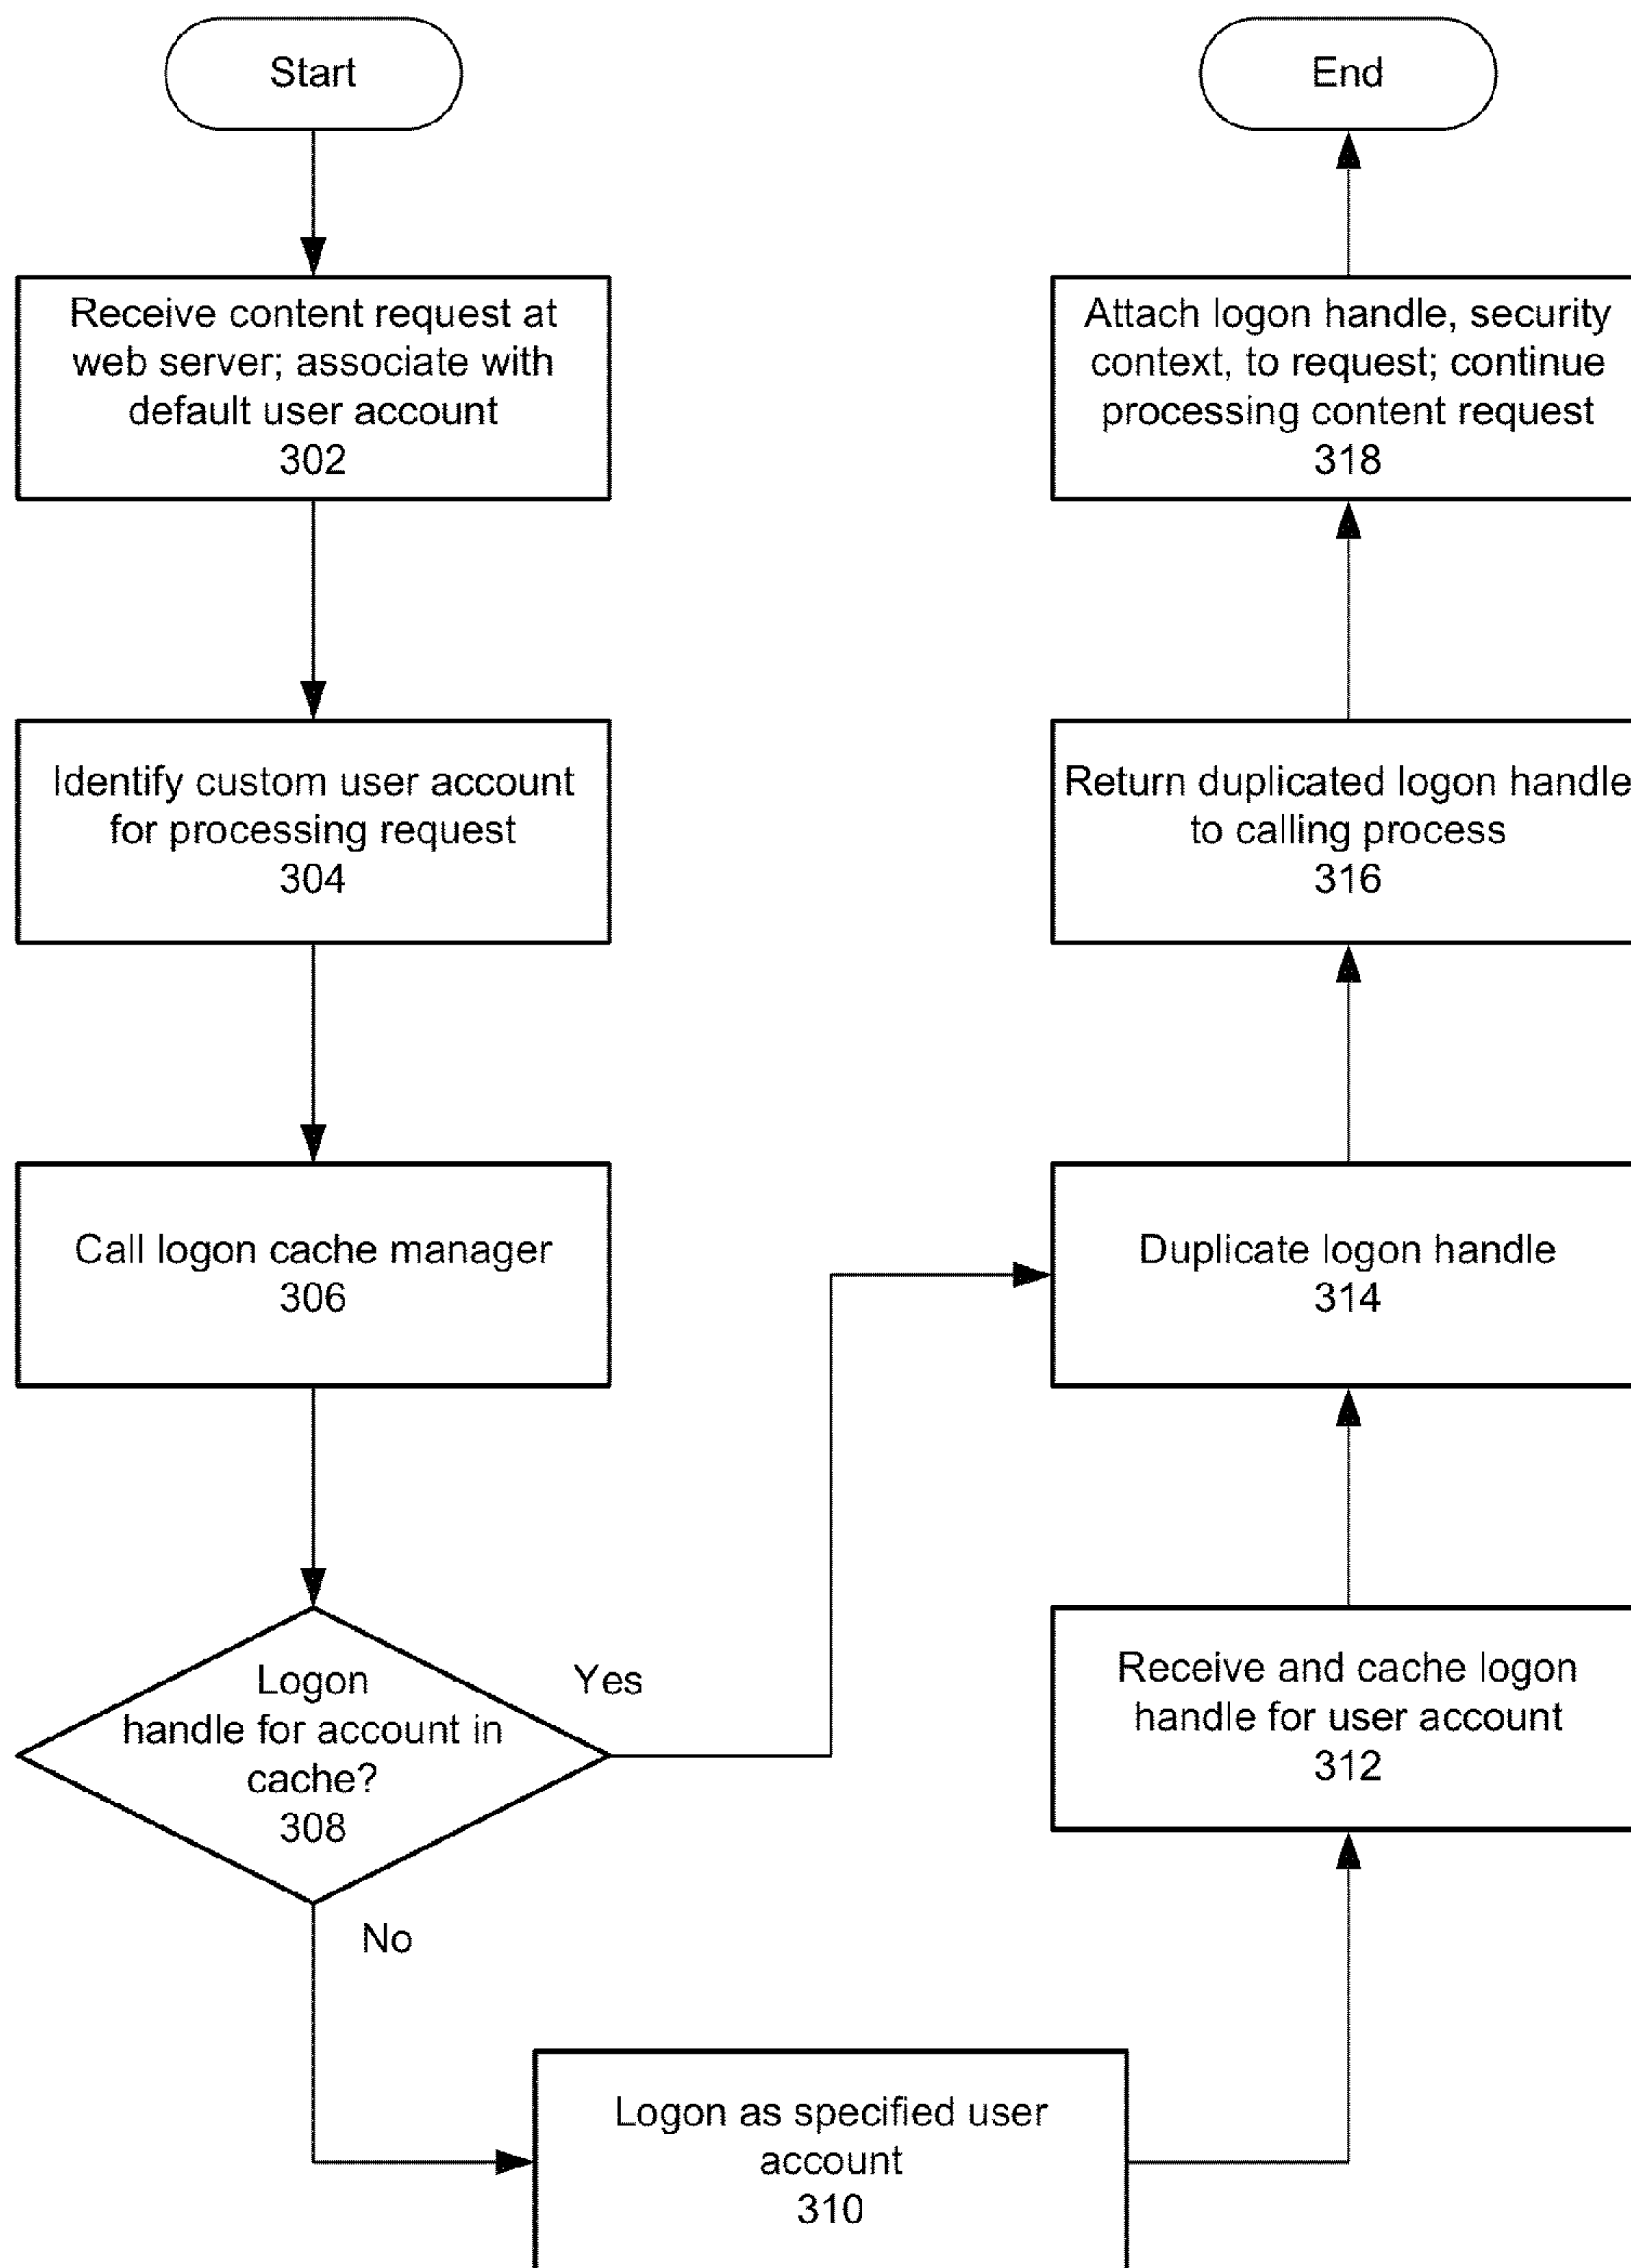 Start
Receive content request at
web server; associate with
default user account
302
Identify custom user account
for processing request
304
Call logon cache manager
306
Logon
handle for account in
cache?
308
Yes
No
Logon as specified user
account
310
Receive and cache logon
handle for user account
312
Duplicate logon handle
314
Return duplicated logon handle
to calling process
316
Attach logon handle, security
context, to request; continue
processing content request
318
End